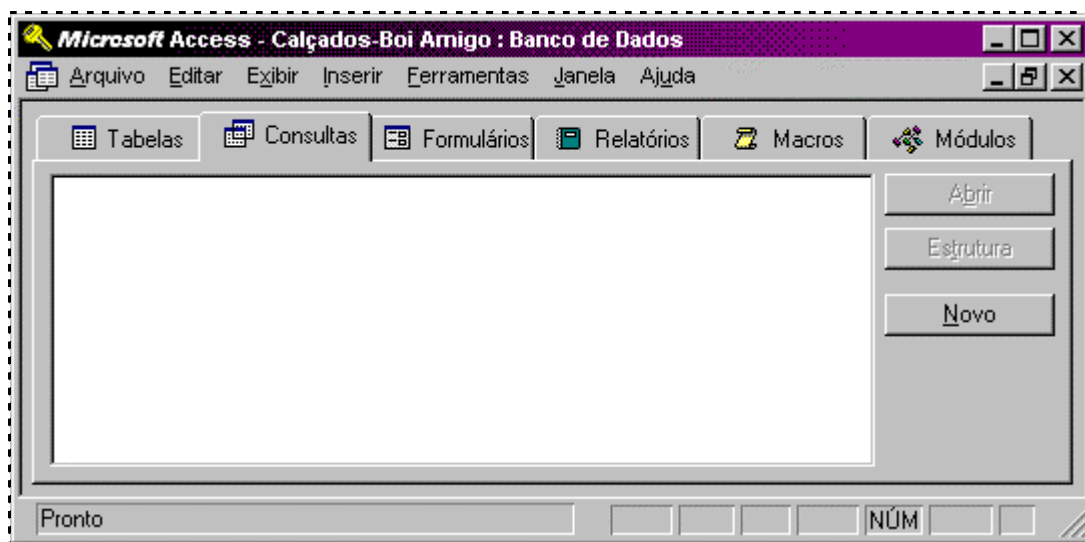 Microsoft Access - Calçados-Boi Amigo : Banco de Dados
Arquivo Editar Exibir Inserir Ferramentas Janela Ajuda
Tabelas Consultas Formulários Relatórios Macros Módulos
Abrir
Estrutura
Novo
Pronto NÚM